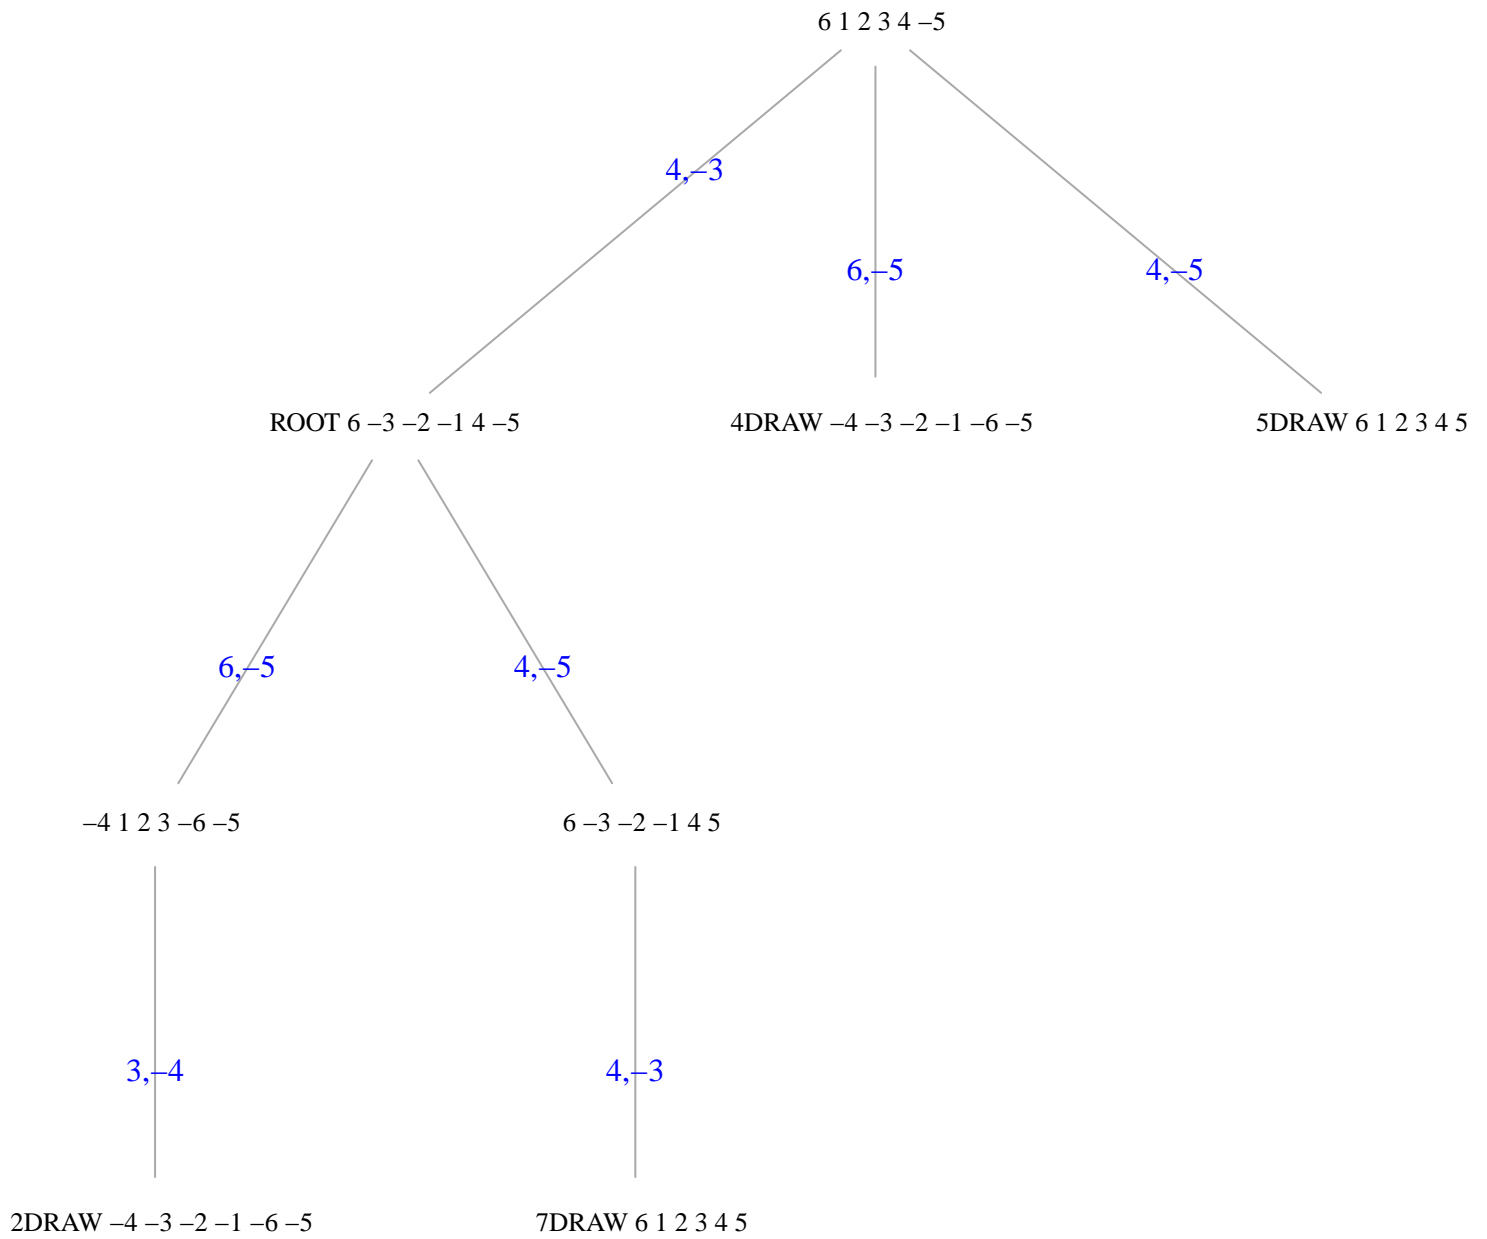 6 1 2 3 4 –5
4,–3
6,–5
4,–5
ROOT 6 –3 –2 –1 4 –5
4DRAW –4 –3 –2 –1 –6 –5
5DRAW 6 1 2 3 4 5
6,–5
4,–5
–4 1 2 3 –6 –5
6 –3 –2 –1 4 5
3,–4
4,–3
2DRAW –4 –3 –2 –1 –6 –5
7DRAW 6 1 2 3 4 5